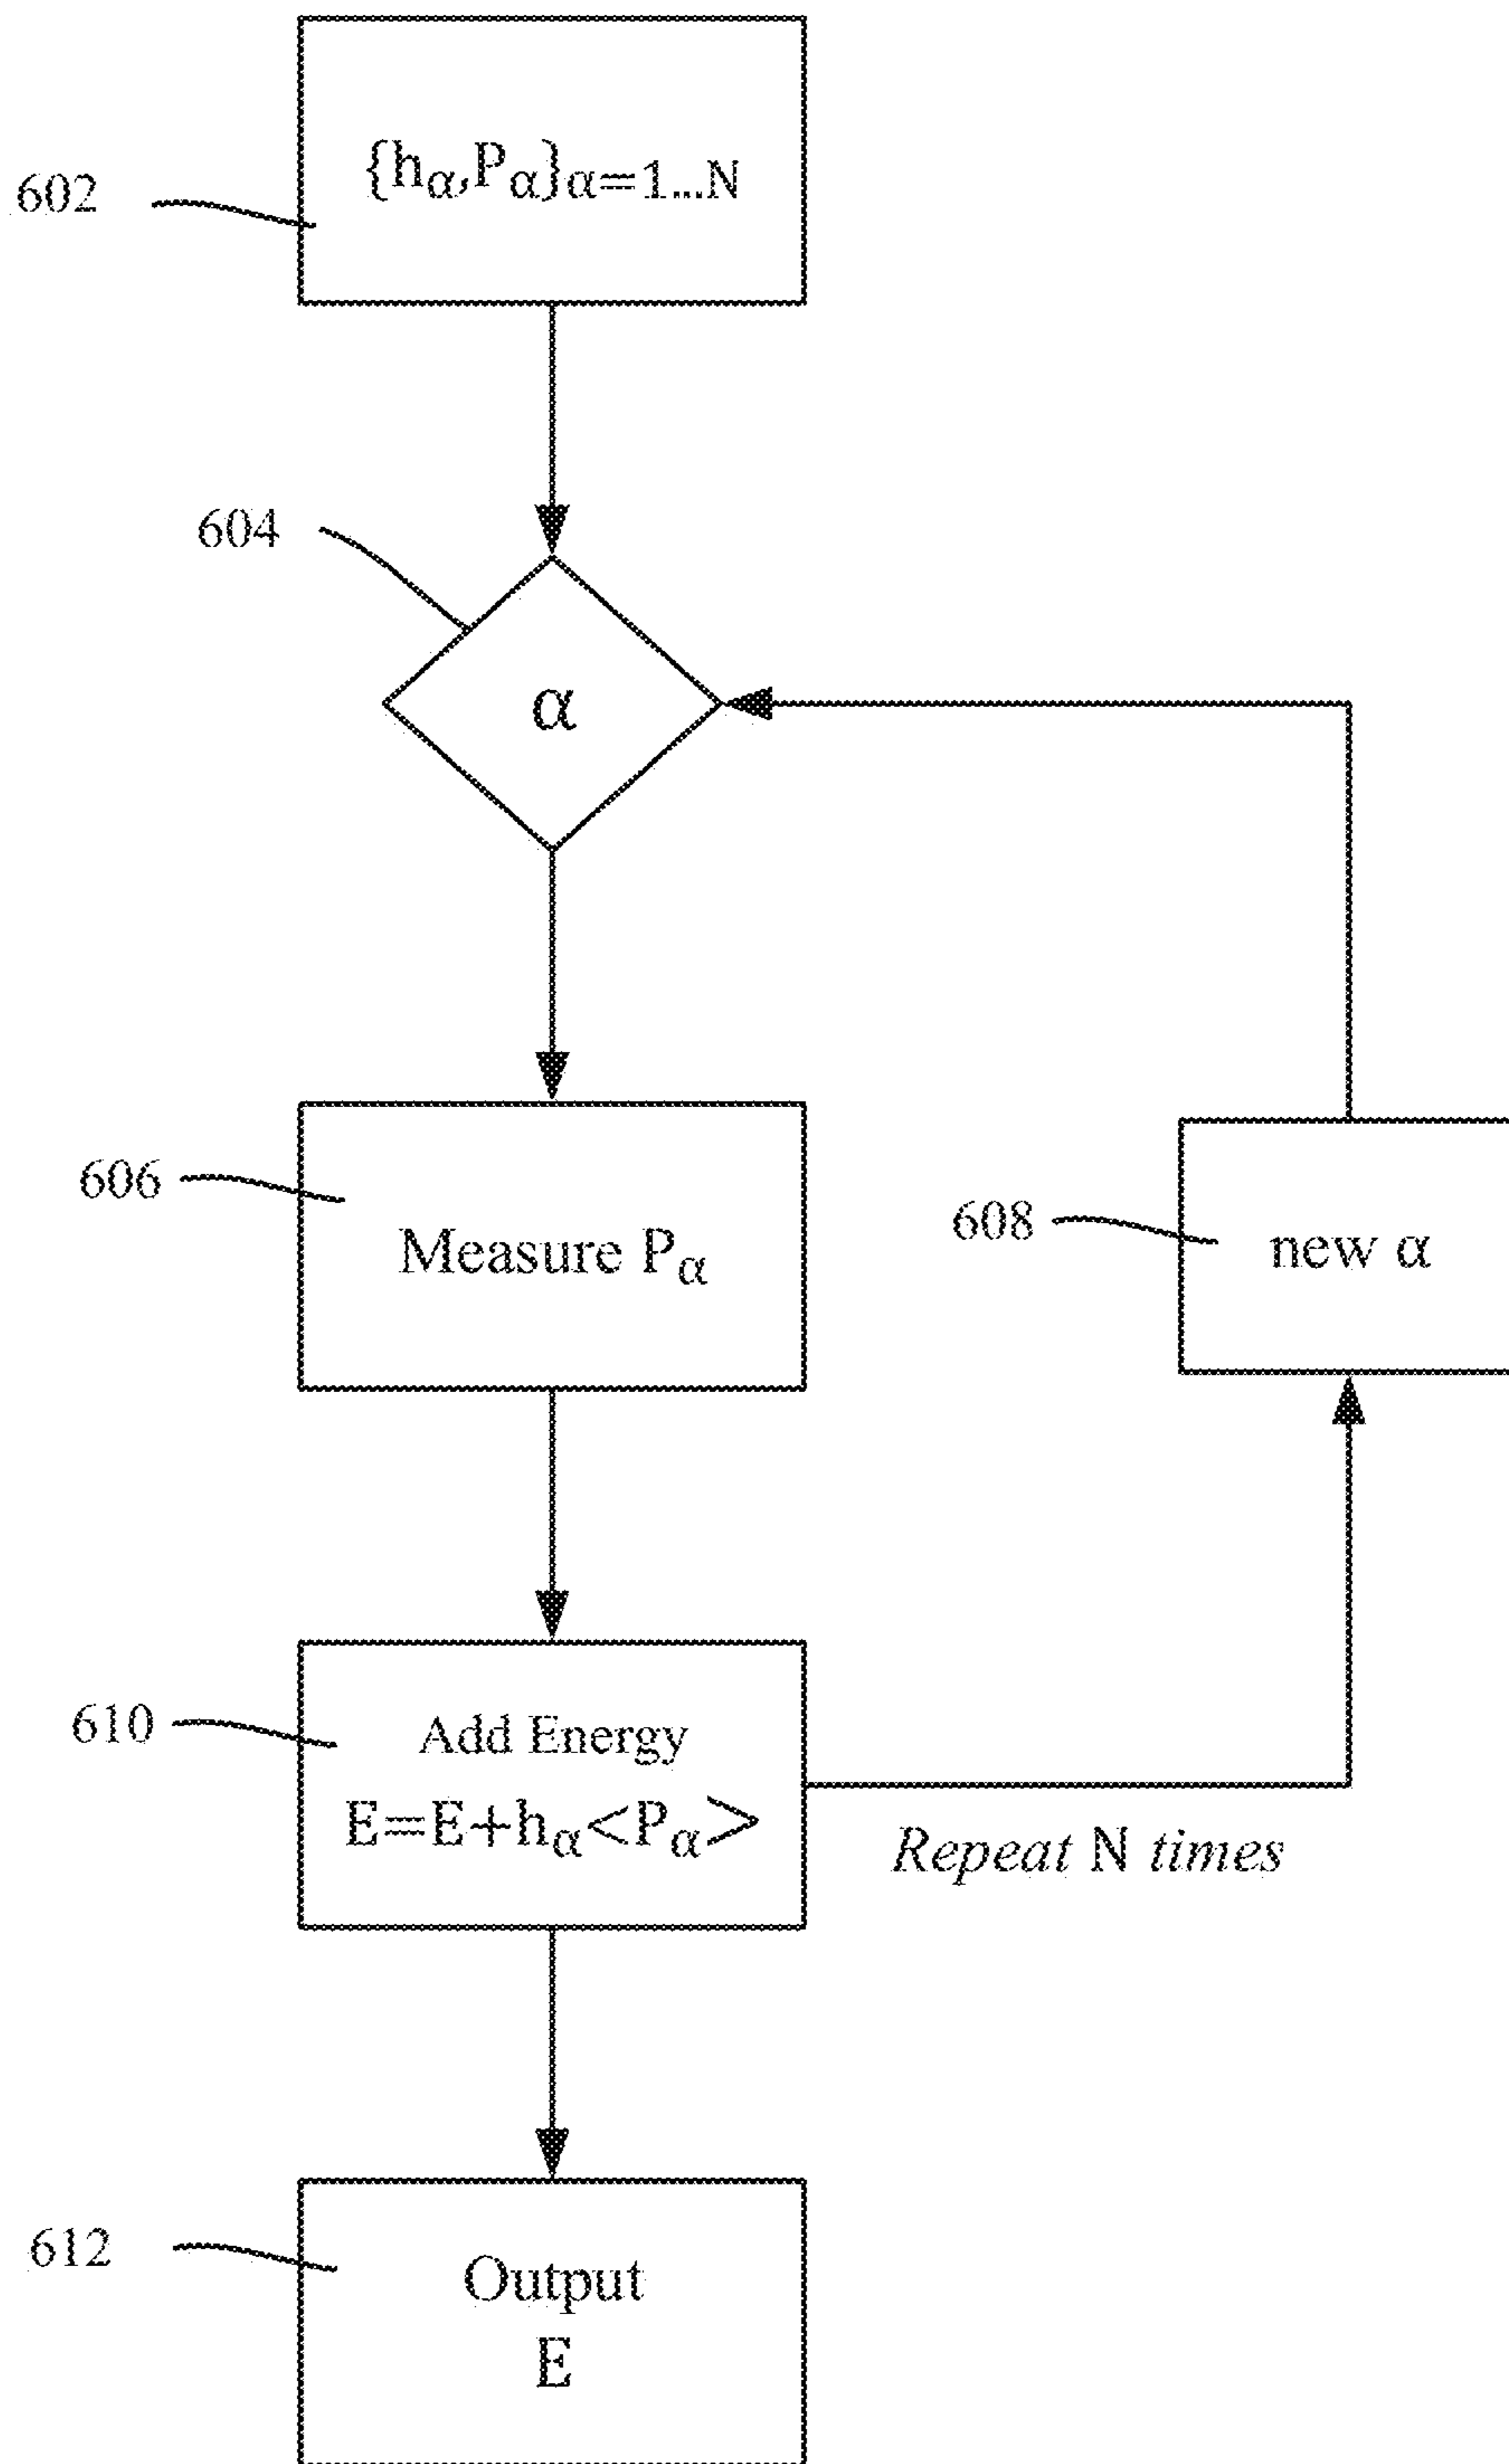 602
{hα,Pα}α=1...N
604
α
606
Measure Pα
608
new α
610
Add Energy
E=E+hα<Pα>
Repeat N times
612
Output
E